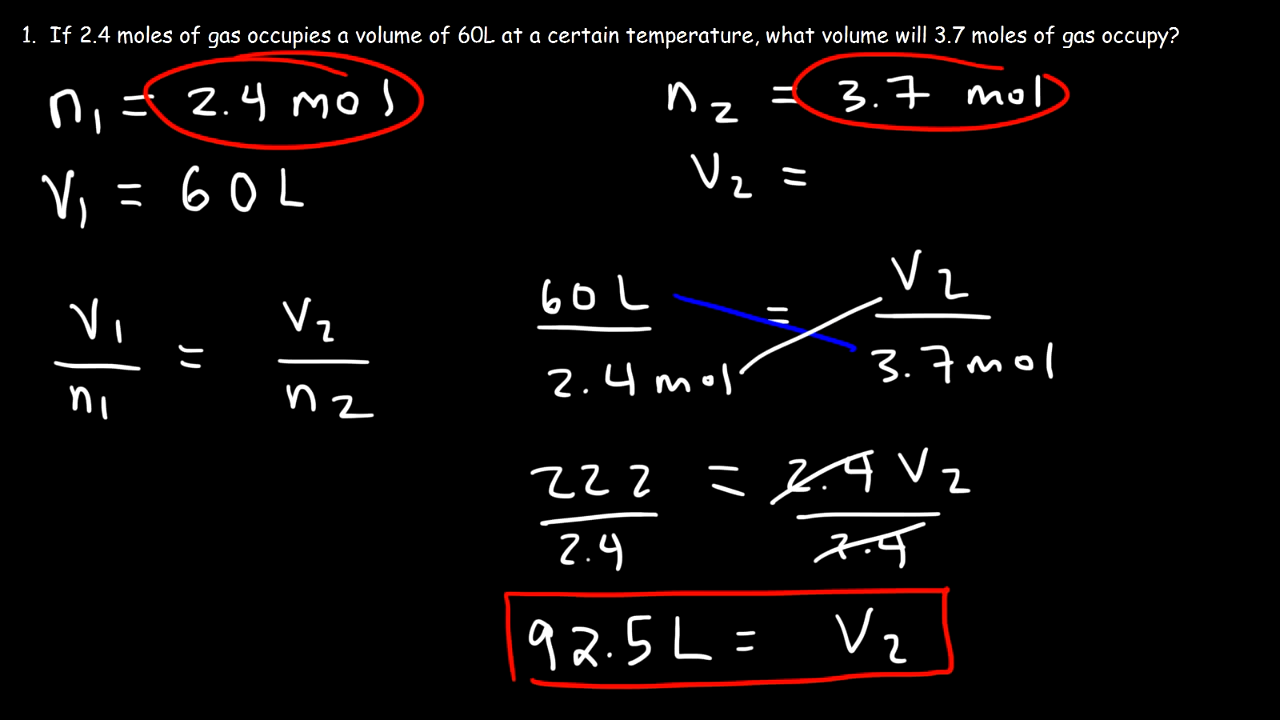 1. If 2.4 moles of gas occupies a volume of 60L at a certain temperature, what volume will 3.7 moles of gas occupy?
n₁ = 2.4 mol
n₂ = 3.7 mol
V₁ = 60 L
V₂ =
V₁/n₁ = V₂/n₂
60 L/2.4 mol = V₂/3.7 mol
222/2.4 = 2.4 V₂/2.4
92.5 L = V₂